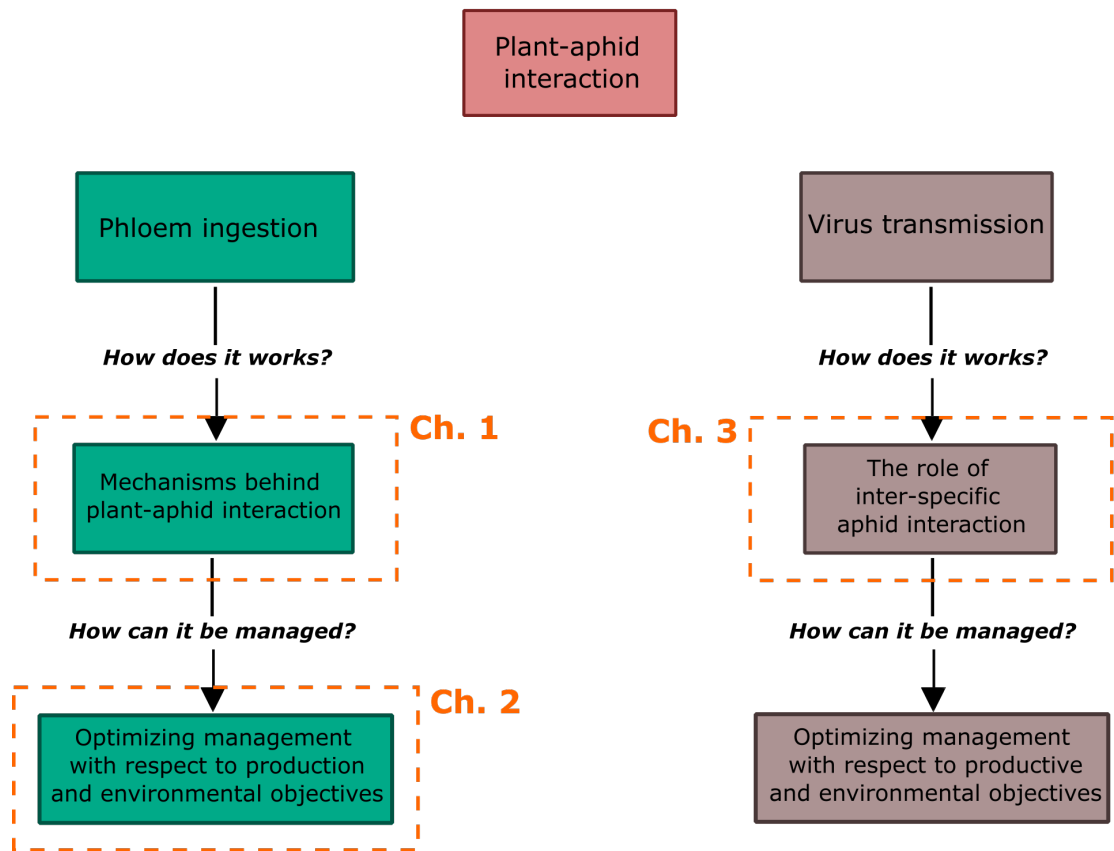 Plant-aphid
interaction
Phloem ingestion
Virus transmission
How does it works?
How does it works?
Ch. 1
Ch. 3
Mechanisms behind
plant-aphid interaction
The role of
inter-specific
aphid interaction
How can it be managed?
How can it be managed?
Ch. 2
Optimizing management
with respect to production
and environmental objectives
Optimizing management
with respect to productive
and environmental objectives